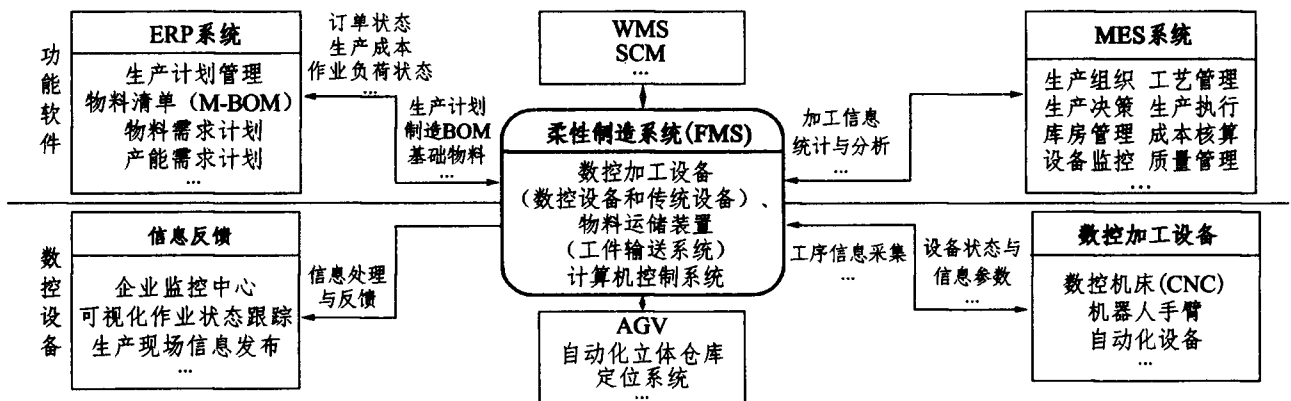 功能软件
ERP系统
生产计划管理
物料清单（M-BOM）
物料需求计划
产能需求计划
...
订单状态
生产成本
作业负荷状态
...
生产计划
制造BOM
基础物料
...
WMS
SCM
...
柔性制造系统(FMS)
数控加工设备
（数控设备和传统设备）、
物料运储装置
（工件输送系统）
计算机控制系统
加工信息
统计与分析
...
MES系统
生产组织 工艺管理
生产决策 生产执行
库房管理 成本核算
设备监控 质量管理
...
数控设备
信息反馈
企业监控中心
可视化作业状态跟踪
生产现场信息发布
...
信息处理
与反馈
AGV
自动化立体仓库
定位系统
...
工序信息采集
...
设备状态与
信息参数
...
数控加工设备
数控机床(CNC)
机器人手臂
自动化设备
...